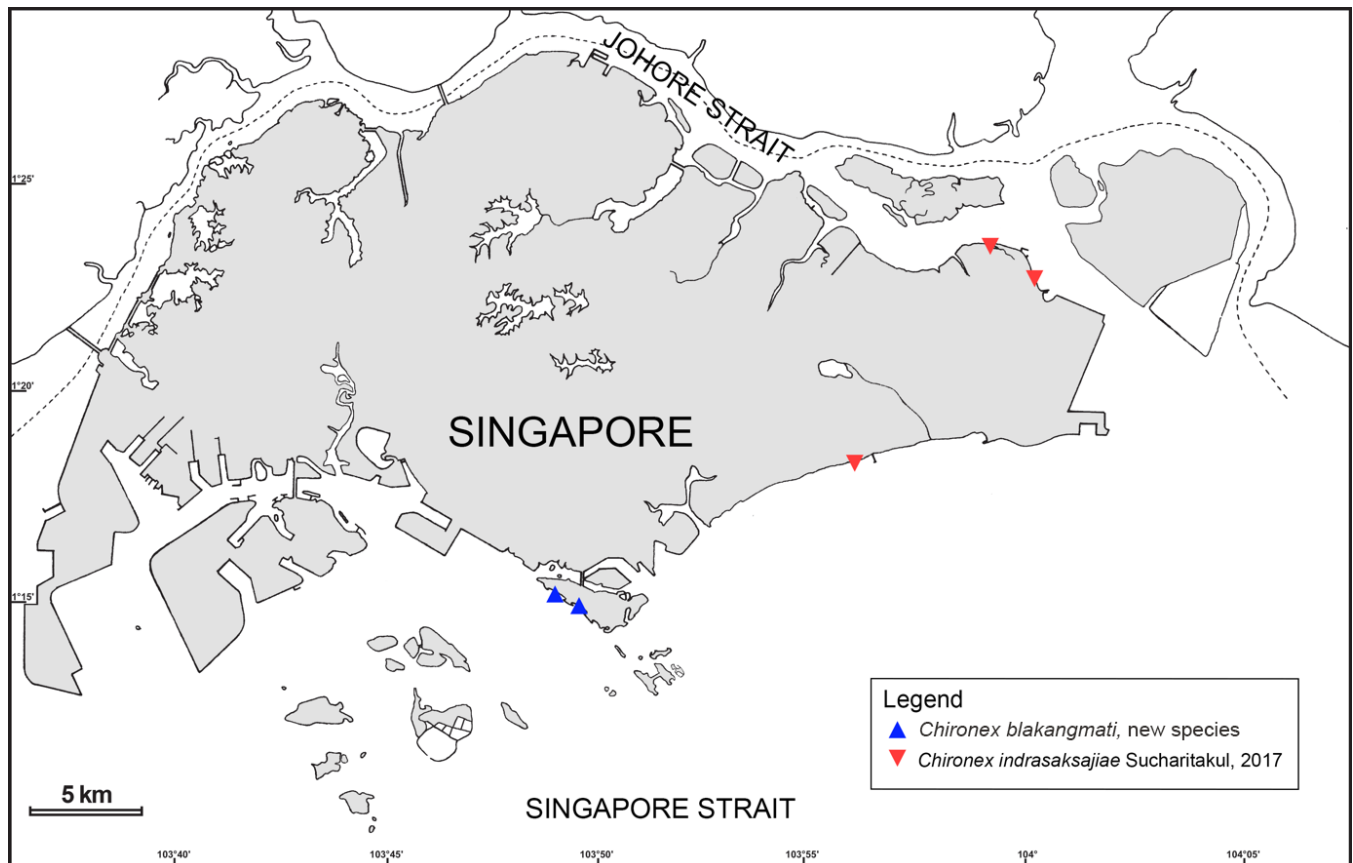 JOHORE STRAIT
1°25'
1°20'
SINGAPORE
1°15'
Legend
Chironex blakangmati, new species
Chironex indrasaksajiae Sucharitakul, 2017
5 km
SINGAPORE STRAIT
103°40' 103°45' 103°50' 103°55' 104° 104°05'